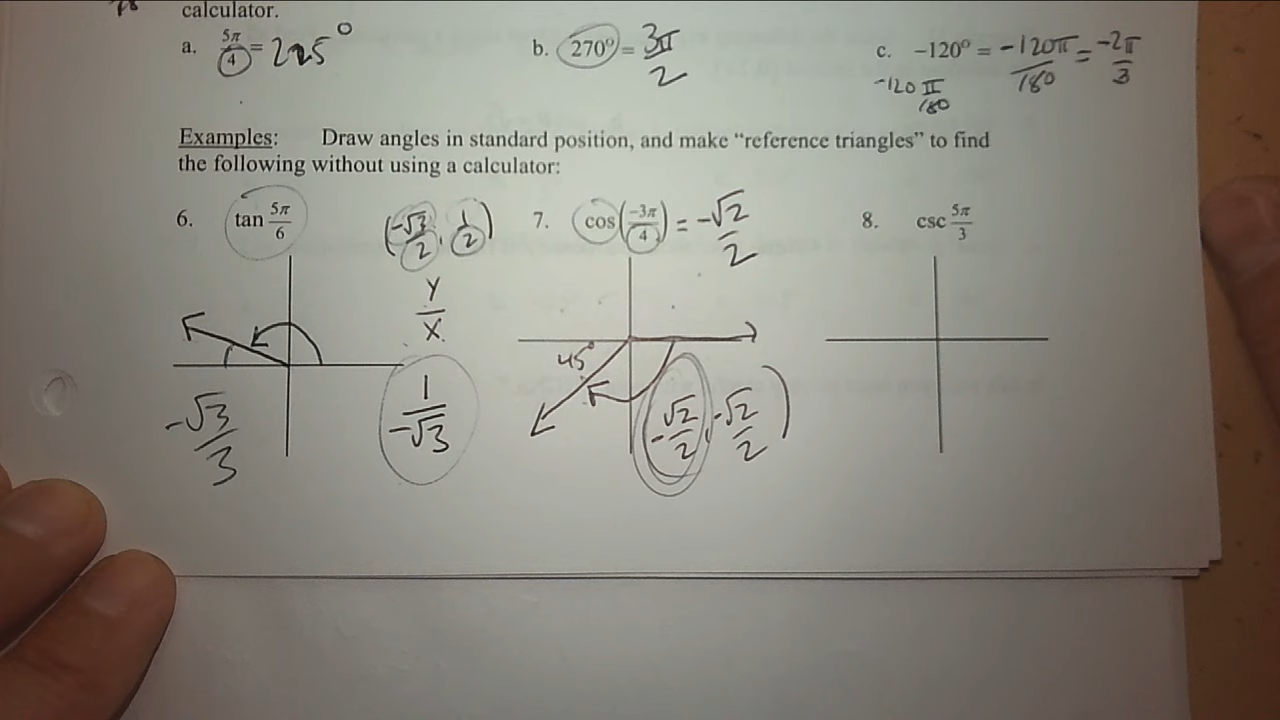 calculator.
a. 5π/4 = 225° b. 270° = 3π/2 c. -120° = -120π/180 = -2π/3
-120 π/180
Examples: Draw angles in standard position, and make “reference triangles” to find
the following without using a calculator:
6. tan 5π/6 (-√3/2, 1/2) 7. cos(-3π/4) = -√2/2 8. csc 5π/3
Y/X
45°
-√3/3 1/-√3 (-√2/2, -√2/2)